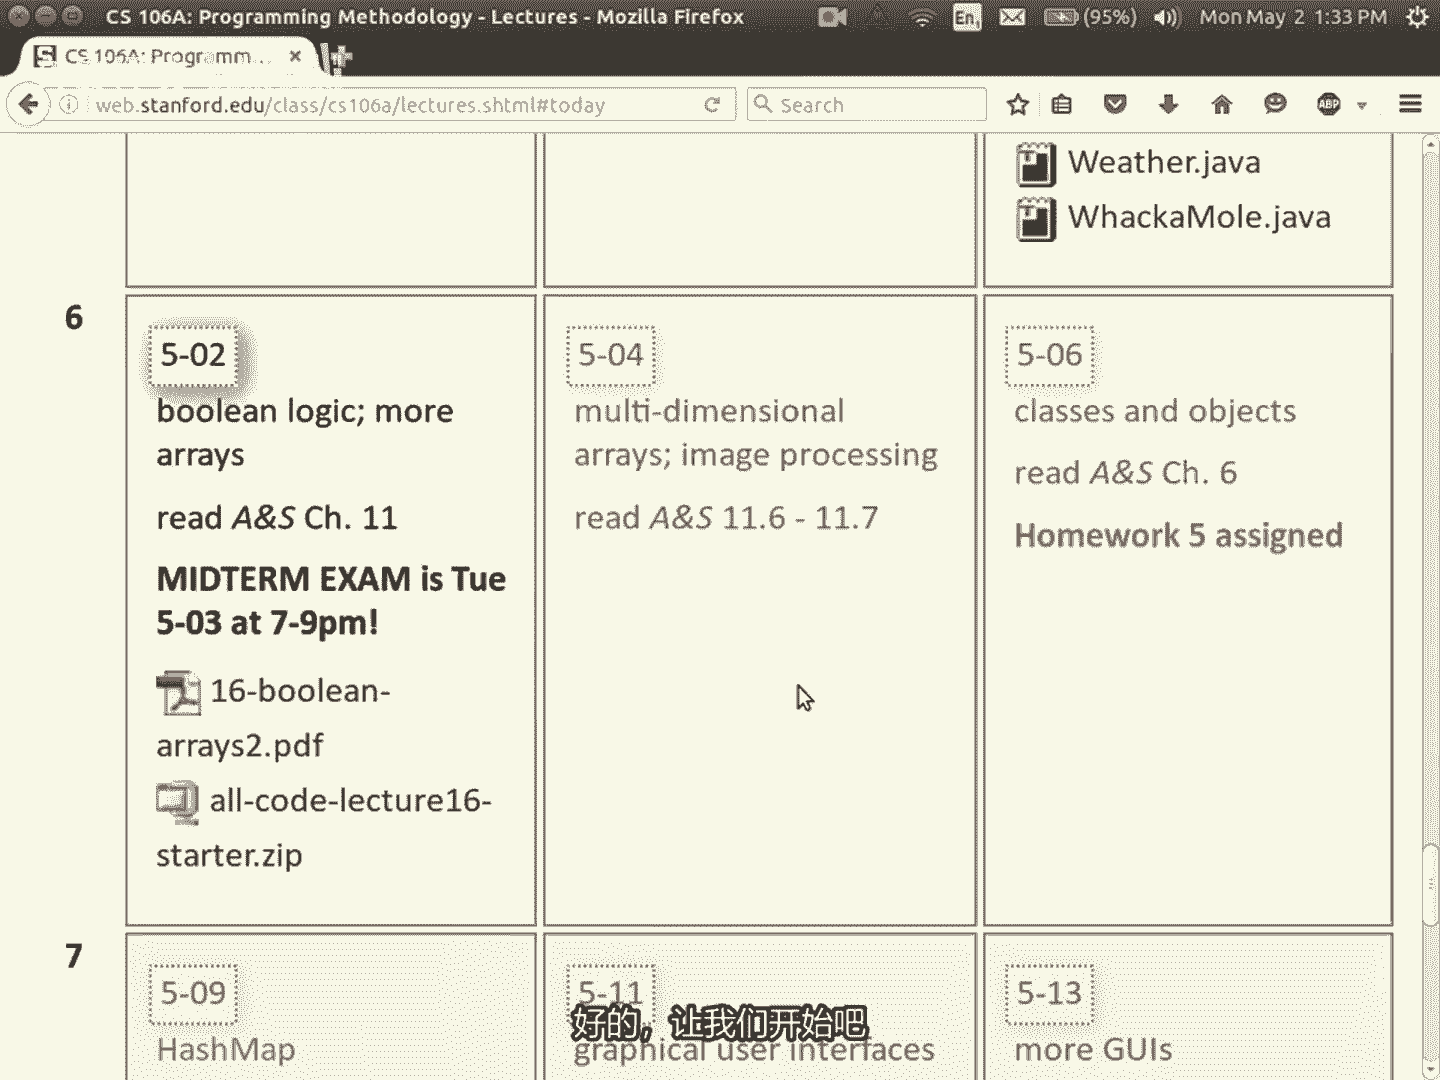 CS 106A: Programming Methodology - Lectures - Mozilla Firefox
En
(95%)
Mon May 2 1:33 PM
CS 106A: Programm...
web.stanford.edu/class/cs106a/lectures.shtml#today
Search
ABP
Weather.java
WhackaMole.java
6
5-02
boolean logic; more
arrays
read A&S Ch. 11
MIDTERM EXAM is Tue
5-03 at 7-9pm!
16-boolean-
arrays2.pdf
all-code-lecture16-
starter.zip
5-04
multi-dimensional
arrays; image processing
read A&S 11.6 - 11.7
5-06
classes and objects
read A&S Ch. 6
Homework 5 assigned
7
5-09
HashMap
5-11
graphical user interfaces
5-13
more GUIs
好的，让我们开始吧